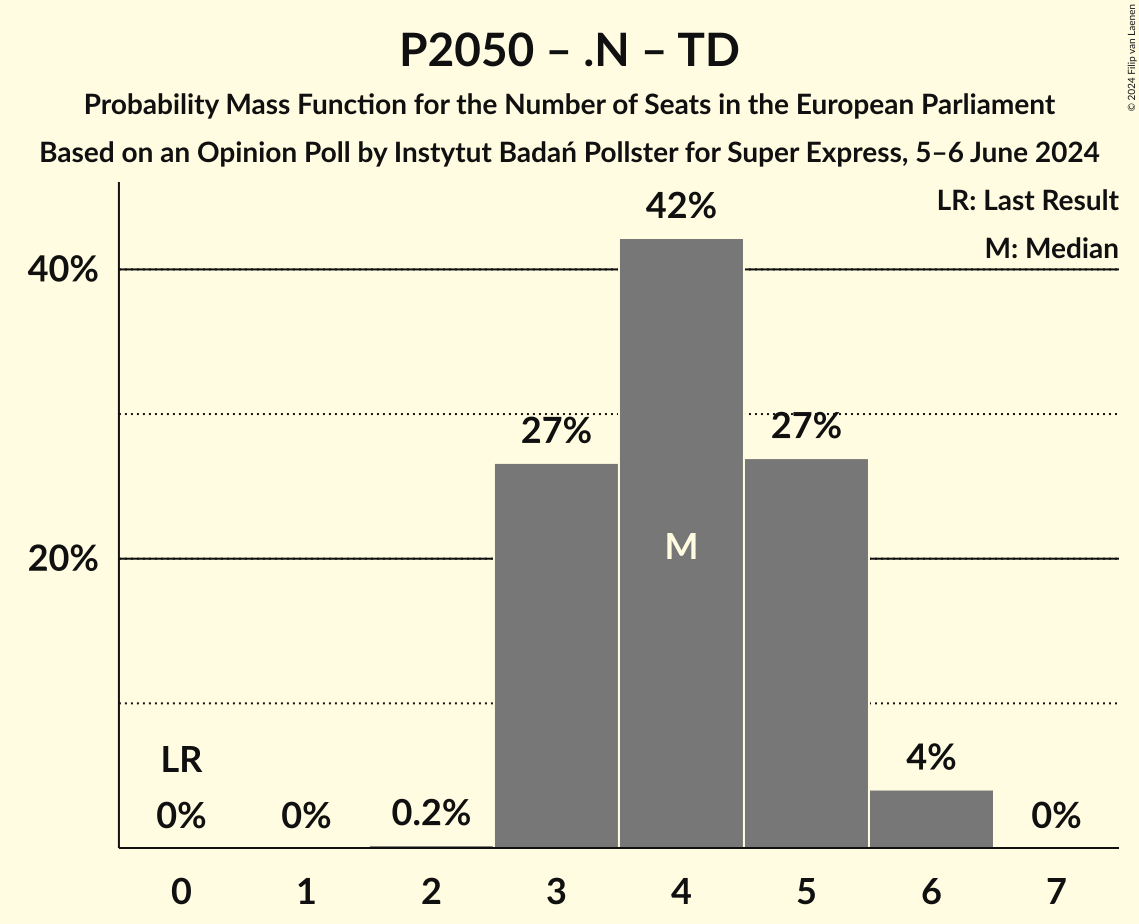 P2050 – .N – TD
Probability Mass Function for the Number of Seats in the European Parliament
Based on an Opinion Poll by Instytut Badań Pollster for Super Express, 5–6 June 2024
© 2024 Filip van Laenen
LR: Last Result
M: Median
42%
40%
27%
27%
M
20%
LR
4%
0%
0%
0.2%
0%
0
1
2
3
4
5
6
7